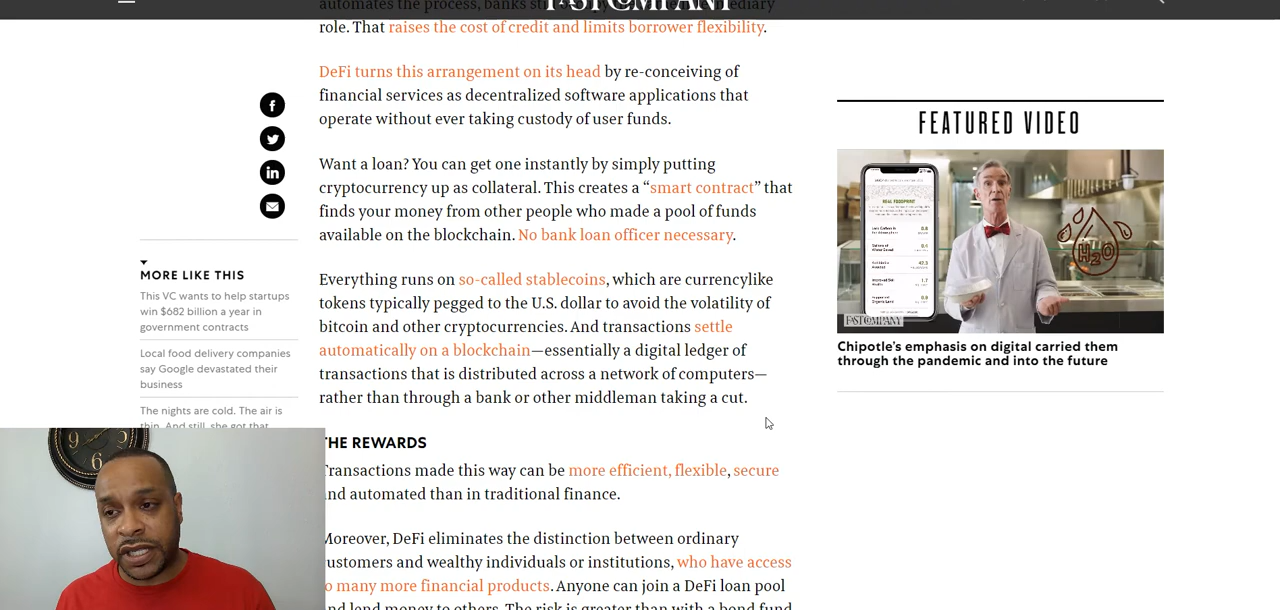 automates the process, banks still
role. That raises the cost of credit and limits borrower flexibility.
DeFi turns this arrangement on its head by re-conceiving of
financial services as decentralized software applications that
operate without ever taking custody of user funds.
Want a loan? You can get one instantly by simply putting
cryptocurrency up as collateral. This creates a “smart contract” that
finds your money from other people who made a pool of funds
available on the blockchain. No bank loan officer necessary.
Everything runs on so-called stablecoins, which are currencylike
tokens typically pegged to the U.S. dollar to avoid the volatility of
bitcoin and other cryptocurrencies. And transactions settle
automatically on a blockchain—essentially a digital ledger of
transactions that is distributed across a network of computers—
rather than through a bank or other middleman taking a cut.
THE REWARDS
Transactions made this way can be more efficient, flexible, secure
and automated than in traditional finance.
Moreover, DeFi eliminates the distinction between ordinary
customers and wealthy individuals or institutions, who have access
to many more financial products. Anyone can join a DeFi loan pool
and lend money to others. The risk is greater than with a bond fund
MORE LIKE THIS
This VC wants to help startups
win $682 billion a year in
government contracts
Local food delivery companies
say Google devastated their
business
The nights are cold. The air is
thin. And still, she got that
FEATURED VIDEO
REAL FOODPRINT
H2O
FAST COMPANY
Chipotle’s emphasis on digital carried them
through the pandemic and into the future
9
6
5